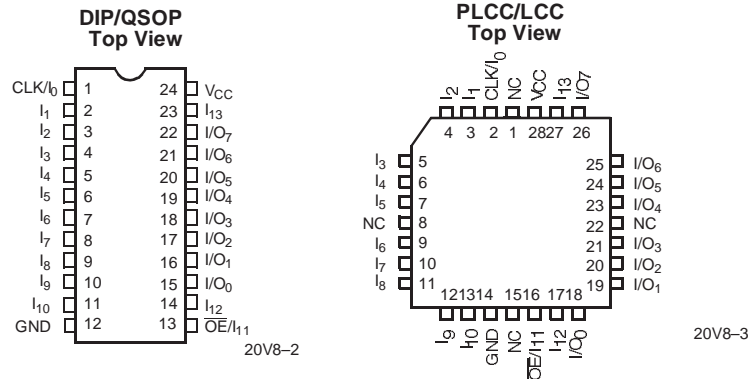 DIP/QSOP
Top View
CLK/I0 1 24 VCC
I1 2 23 I13
I2 3 22 I/O7
I3 4 21 I/O6
I4 5 20 I/O5
I5 6 19 I/O4
I6 7 18 I/O3
I7 8 17 I/O2
I8 9 16 I/O1
I9 10 15 I/O0
I10 11 14 I12
GND 12 13 OE/I11
20V8–2
PLCC/LCC
Top View
I2 I1 CLK/I0 NC VCC I13 I/O7
4 3 2 1 28 27 26
I3 5 25 I/O6
I4 6 24 I/O5
I5 7 23 I/O4
NC 8 22 NC
I6 9 21 I/O3
I7 10 20 I/O2
I8 11 19 I/O1
12 13 14 15 16 17 18
I9 I10 GND NC OE/I11 I12 I/O0
20V8–3